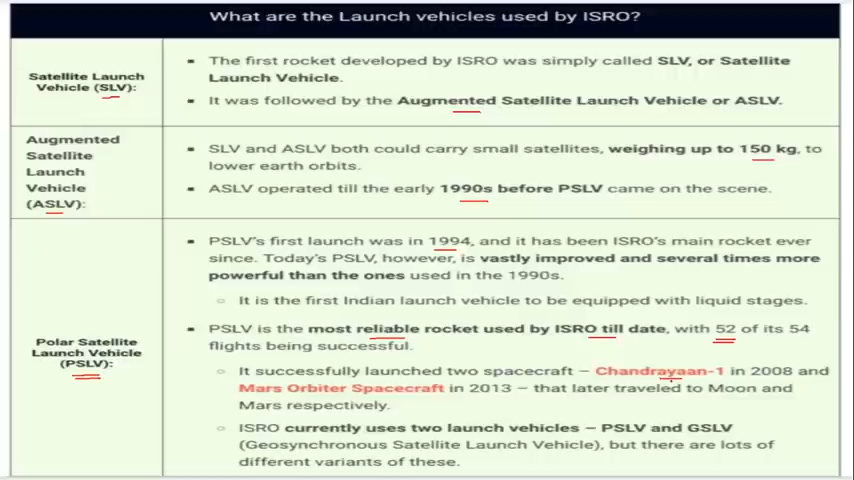 What are the Launch vehicles used by ISRO?
Satellite Launch
Vehicle (SLV):
▪ The first rocket developed by ISRO was simply called SLV, or Satellite
Launch Vehicle.
▪ It was followed by the Augmented Satellite Launch Vehicle or ASLV.
Augmented
Satellite
Launch
Vehicle
(ASLV):
▪ SLV and ASLV both could carry small satellites, weighing up to 150 kg, to
lower earth orbits.
▪ ASLV operated till the early 1990s before PSLV came on the scene.
Polar Satellite
Launch Vehicle
(PSLV):
▪ PSLV's first launch was in 1994, and it has been ISRO's main rocket ever
since. Today's PSLV, however, is vastly improved and several times more
powerful than the ones used in the 1990s.
○ It is the first Indian launch vehicle to be equipped with liquid stages.
▪ PSLV is the most reliable rocket used by ISRO till date, with 52 of its 54
flights being successful.
○ It successfully launched two spacecraft – Chandrayaan-1 in 2008 and
Mars Orbiter Spacecraft in 2013 – that later traveled to Moon and
Mars respectively.
○ ISRO currently uses two launch vehicles – PSLV and GSLV
(Geosynchronous Satellite Launch Vehicle), but there are lots of
different variants of these.